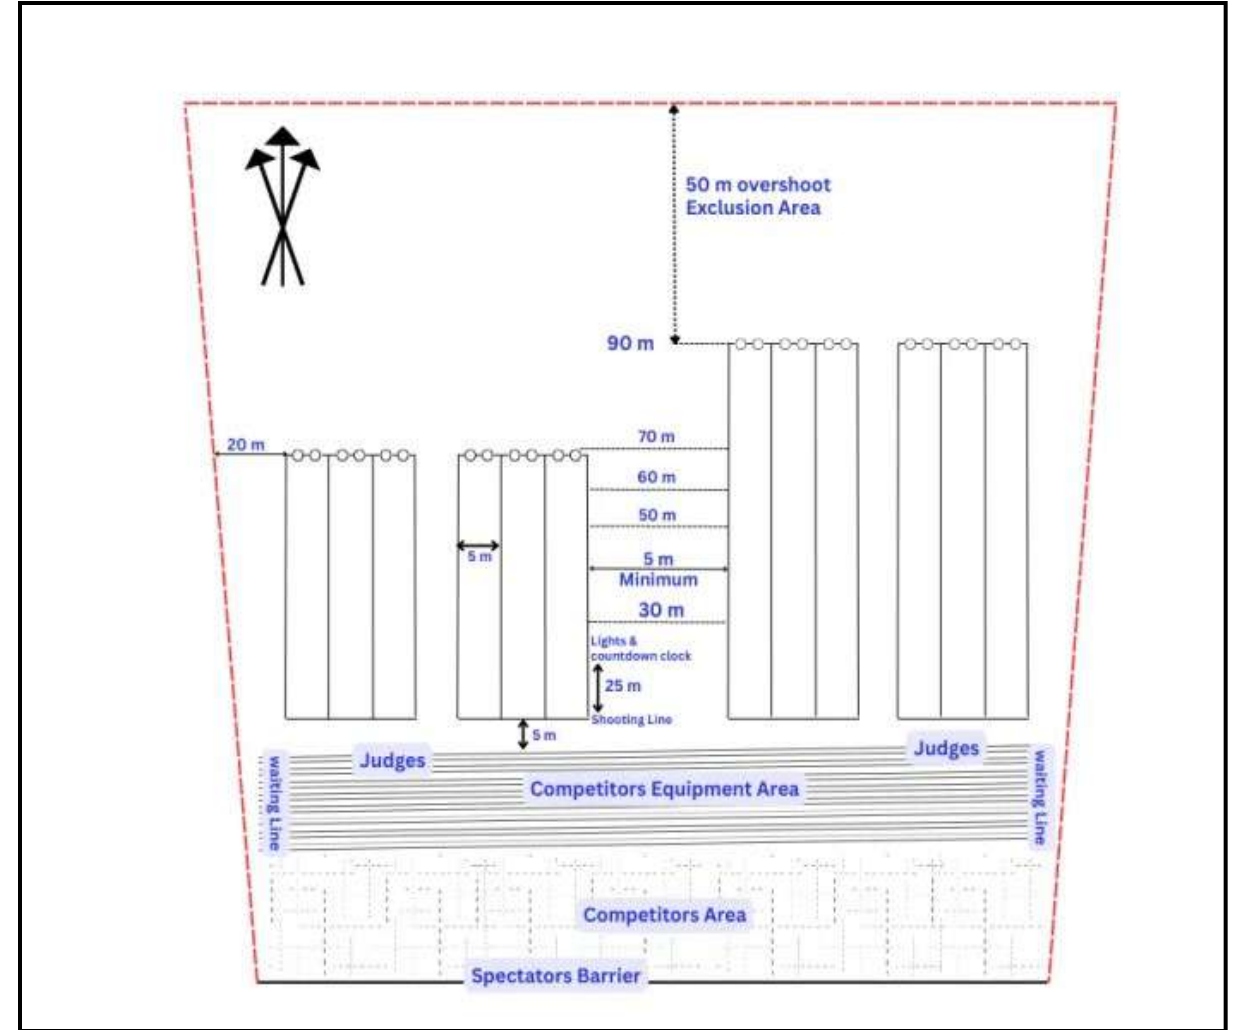 50 m overshoot
Exclusion Area
90 m
70 m
20 m
60 m
50 m
5 m
5 m
Minimum
30 m
Lights &
countdown clock
25 m
Shooting Line
5 m
Judges
Judges
waiting Line
Competitors Equipment Area
waiting Line
Competitors Area
Spectators Barrier